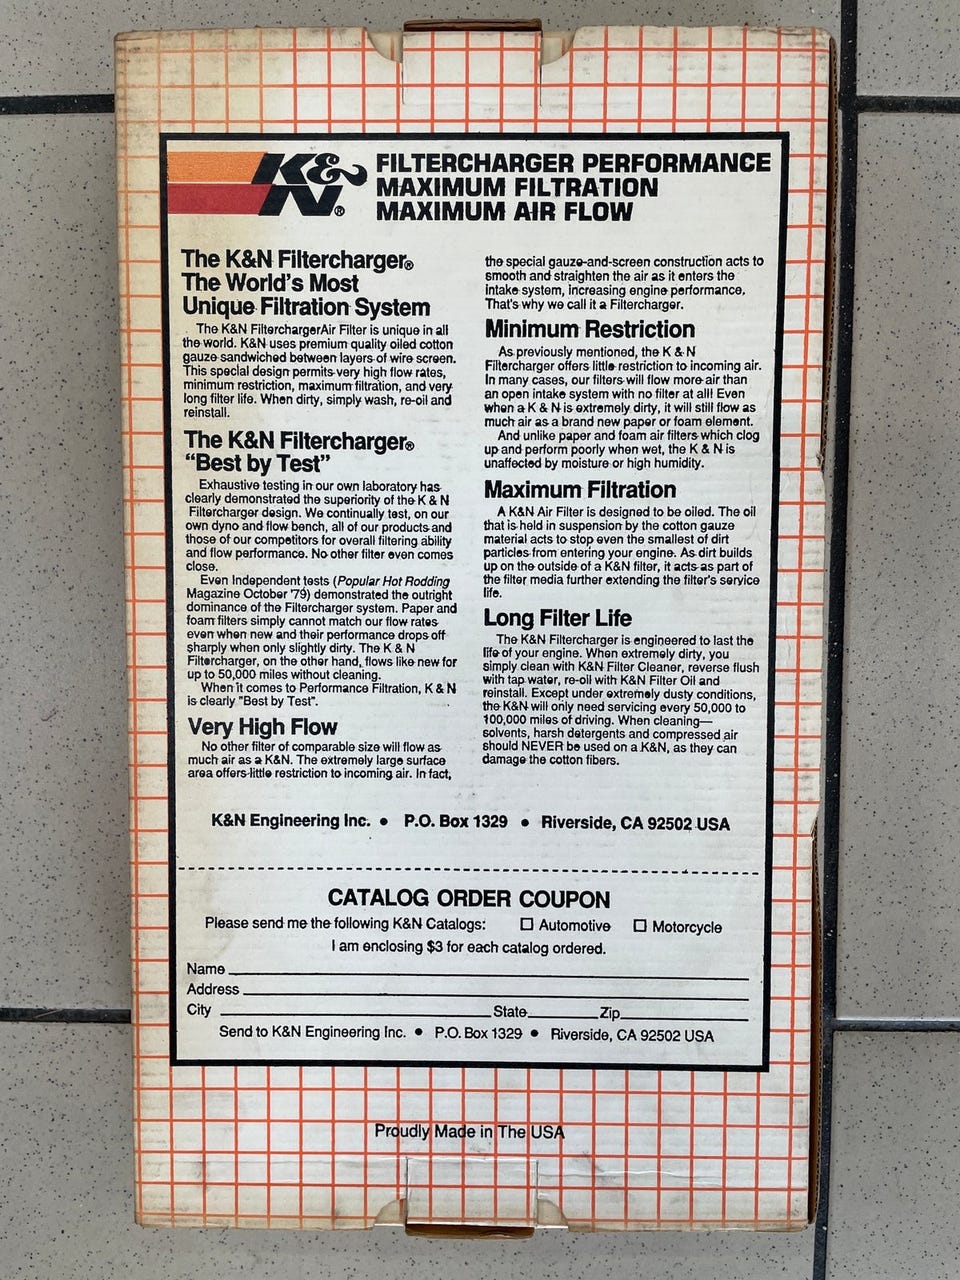 K&N®
FILTERCHARGER PERFORMANCE
MAXIMUM FILTRATION
MAXIMUM AIR FLOW
The K&N Filtercharger®
The World's Most
Unique Filtration System
The K&N FilterchargerAir Filter is unique in all
the world. K&N uses premium quality oiled cotton
gauze sandwiched between layers of wire screen.
This special design permits very high flow rates,
minimum restriction, maximum filtration, and very
long filter life. When dirty, simply wash, re-oil and
reinstall.
The K&N Filtercharger®
“Best by Test”
Exhaustive testing in our own laboratory has
clearly demonstrated the superiority of the K & N
Filtercharger design. We continually test, on our
own dyno and flow bench, all of our products and
those of our competitors for overall filtering ability
and flow performance. No other filter even comes
close.
Even Independent tests (Popular Hot Rodding
Magazine October '79) demonstrated the outright
dominance of the Filtercharger system. Paper and
foam filters simply cannot match our flow rates
even when new and their performance drops off
sharply when only slightly dirty. The K & N
Filtercharger, on the other hand, flows like new for
up to 50,000 miles without cleaning.
When it comes to Performance Filtration, K & N
is clearly "Best by Test".
Very High Flow
No other filter of comparable size will flow as
much air as a K&N. The extremely large surface
area offers little restriction to incoming air. In fact,
the special gauze-and-screen construction acts to
smooth and straighten the air as it enters the
intake system, increasing engine performance.
That's why we call it a Filtercharger.
Minimum Restriction
As previously mentioned, the K & N
Filtercharger offers little restriction to incoming air.
In many cases, our filters will flow more air than
an open intake system with no filter at all! Even
when a K & N is extremely dirty, it will still flow as
much air as a brand new paper or foam element.
And unlike paper and foam air filters which clog
up and perform poorly when wet, the K & N is
unaffected by moisture or high humidity.
Maximum Filtration
A K&N Air Filter is designed to be oiled. The oil
that is held in suspension by the cotton gauze
material acts to stop even the smallest of dirt
particles from entering your engine. As dirt builds
up on the outside of a K&N filter, it acts as part of
the filter media further extending the filter's service
life.
Long Filter Life
The K&N Filtercharger is engineered to last the
life of your engine. When extremely dirty, you
simply clean with K&N Filter Cleaner, reverse flush
with tap water, re-oil with K&N Filter Oil and
reinstall. Except under extremely dusty conditions,
the K&N will only need servicing every 50,000 to
100,000 miles of driving. When cleaning—
solvents, harsh detergents and compressed air
should NEVER be used on a K&N, as they can
damage the cotton fibers.
K&N Engineering Inc. • P.O. Box 1329 • Riverside, CA 92502 USA
CATALOG ORDER COUPON
Please send me the following K&N Catalogs: ☐ Automotive ☐ Motorcycle
I am enclosing $3 for each catalog ordered.
Name
Address
City State Zip
Send to K&N Engineering Inc. • P.O. Box 1329 • Riverside, CA 92502 USA
Proudly Made in The USA